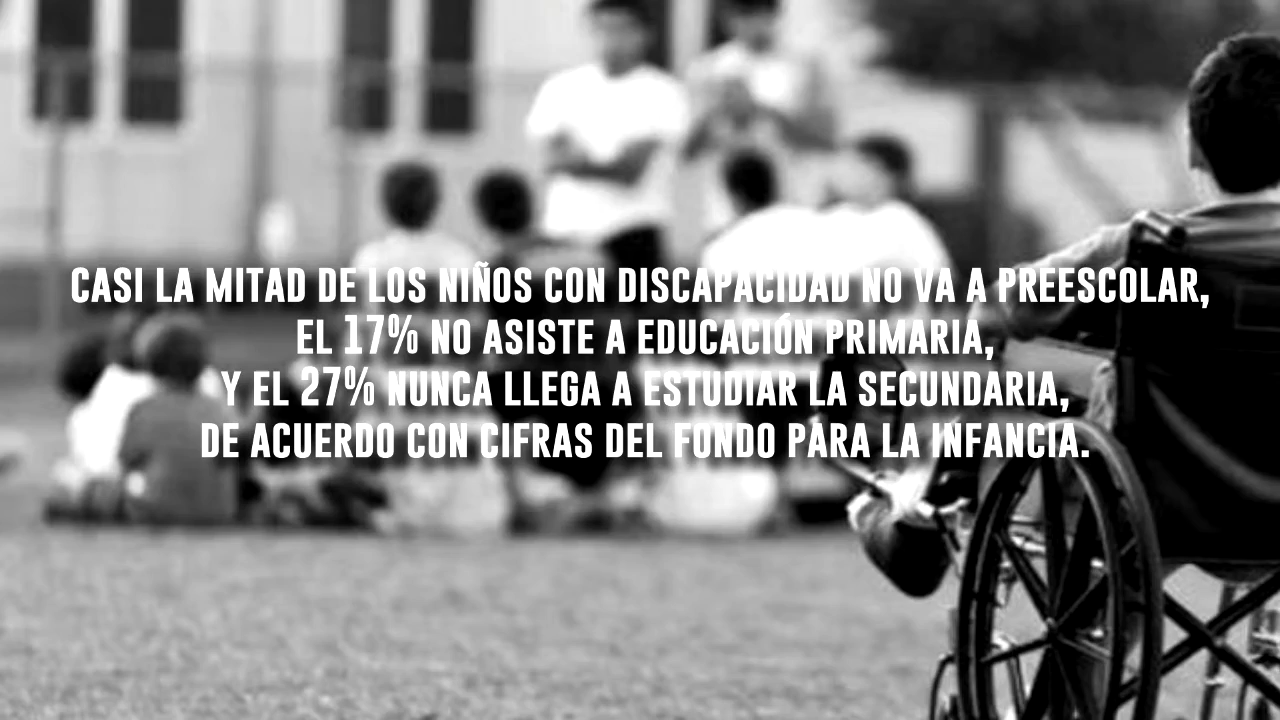 CASI LA MITAD DE LOS NIÑOS CON DISCAPACIDAD NO VA A PREESCOLAR,
EL 17% NO ASISTE A EDUCACIÓN PRIMARIA,
Y EL 27% NUNCA LLEGA A ESTUDIAR LA SECUNDARIA,
DE ACUERDO CON CIFRAS DEL FONDO PARA LA INFANCIA.